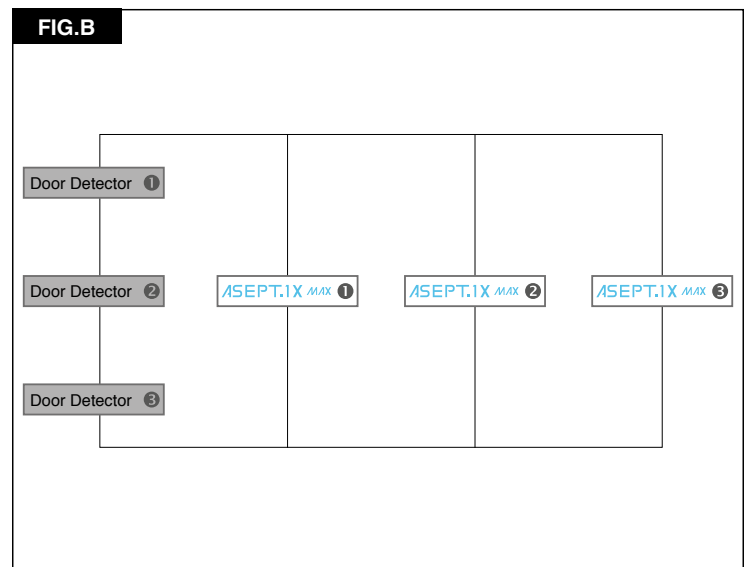 FIG.B
Door Detector ❶
Door Detector ❷
ASEPT.1X MAX ❶
ASEPT.1X MAX ❷
ASEPT.1X MAX ❸
Door Detector ❸